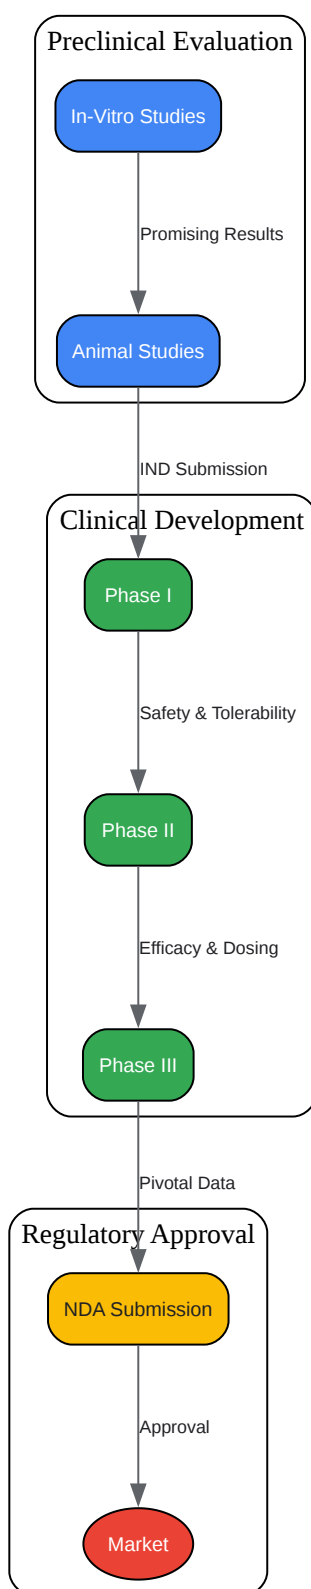 Preclinical Evaluation
In-Vitro Studies
Promising Results
Animal Studies
IND Submission
Clinical Development
Phase I
Safety & Tolerability
Phase II
Efficacy & Dosing
Phase III
Pivotal Data
Regulatory Approval
NDA Submission
Approval
Market